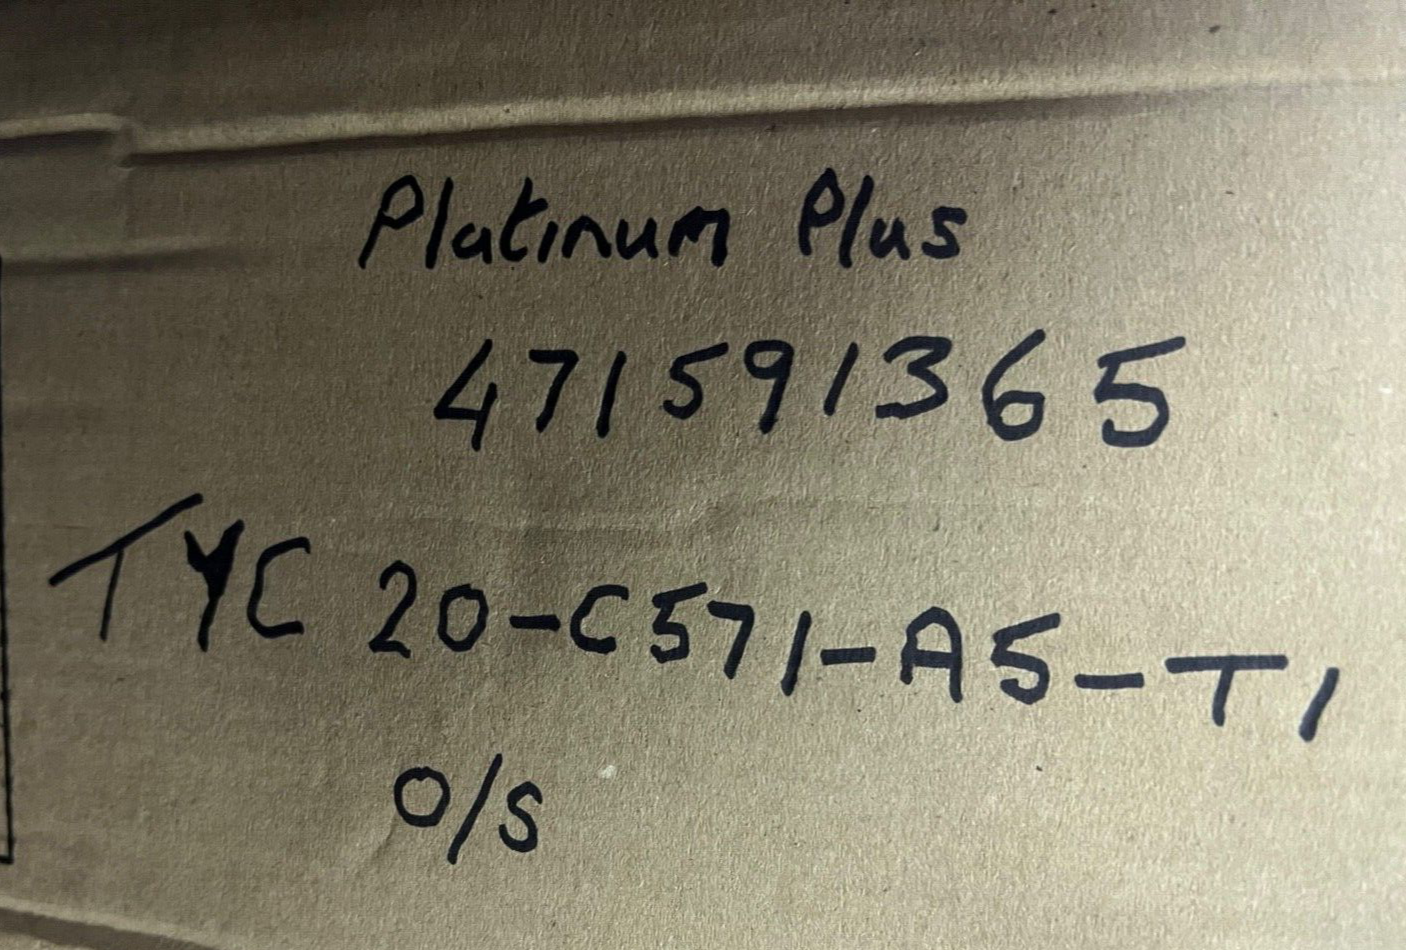 Platinum Plus
471591365
TYC 20-C571-A5-T1
O/S